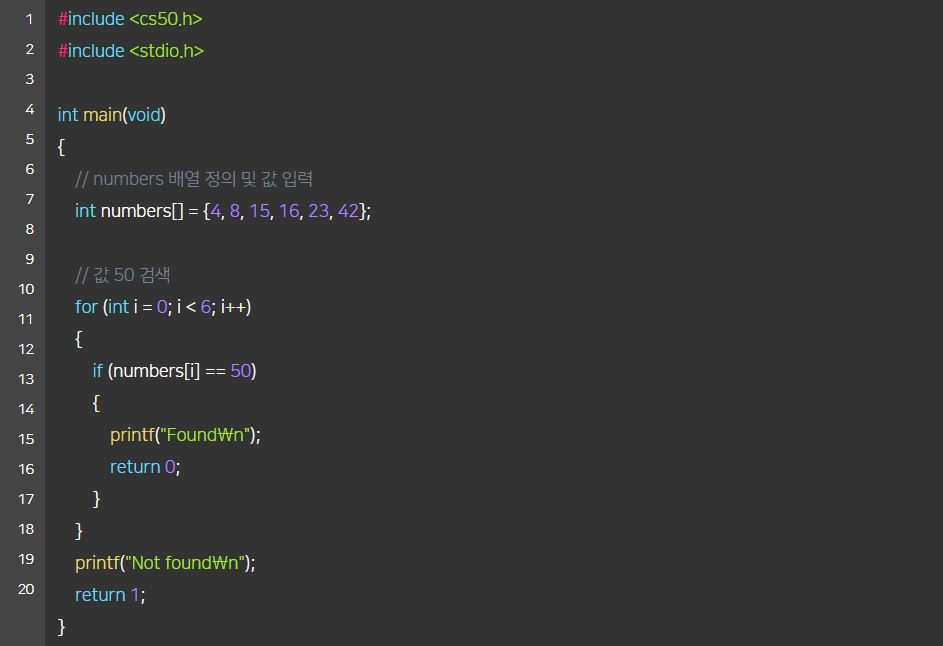 1 #include <cs50.h>
2 #include <stdio.h>
3
4 int main(void)
5 {
6 // numbers 배열 정의 및 값 입력
7 int numbers[] = {4, 8, 15, 16, 23, 42};
8
9 // 값 50 검색
10 for (int i = 0; i < 6; i++)
11 {
12 if (numbers[i] == 50)
13 {
14 printf("Found₩n");
15 return 0;
16 }
17 }
18 printf("Not found₩n");
19 return 1;
20 }